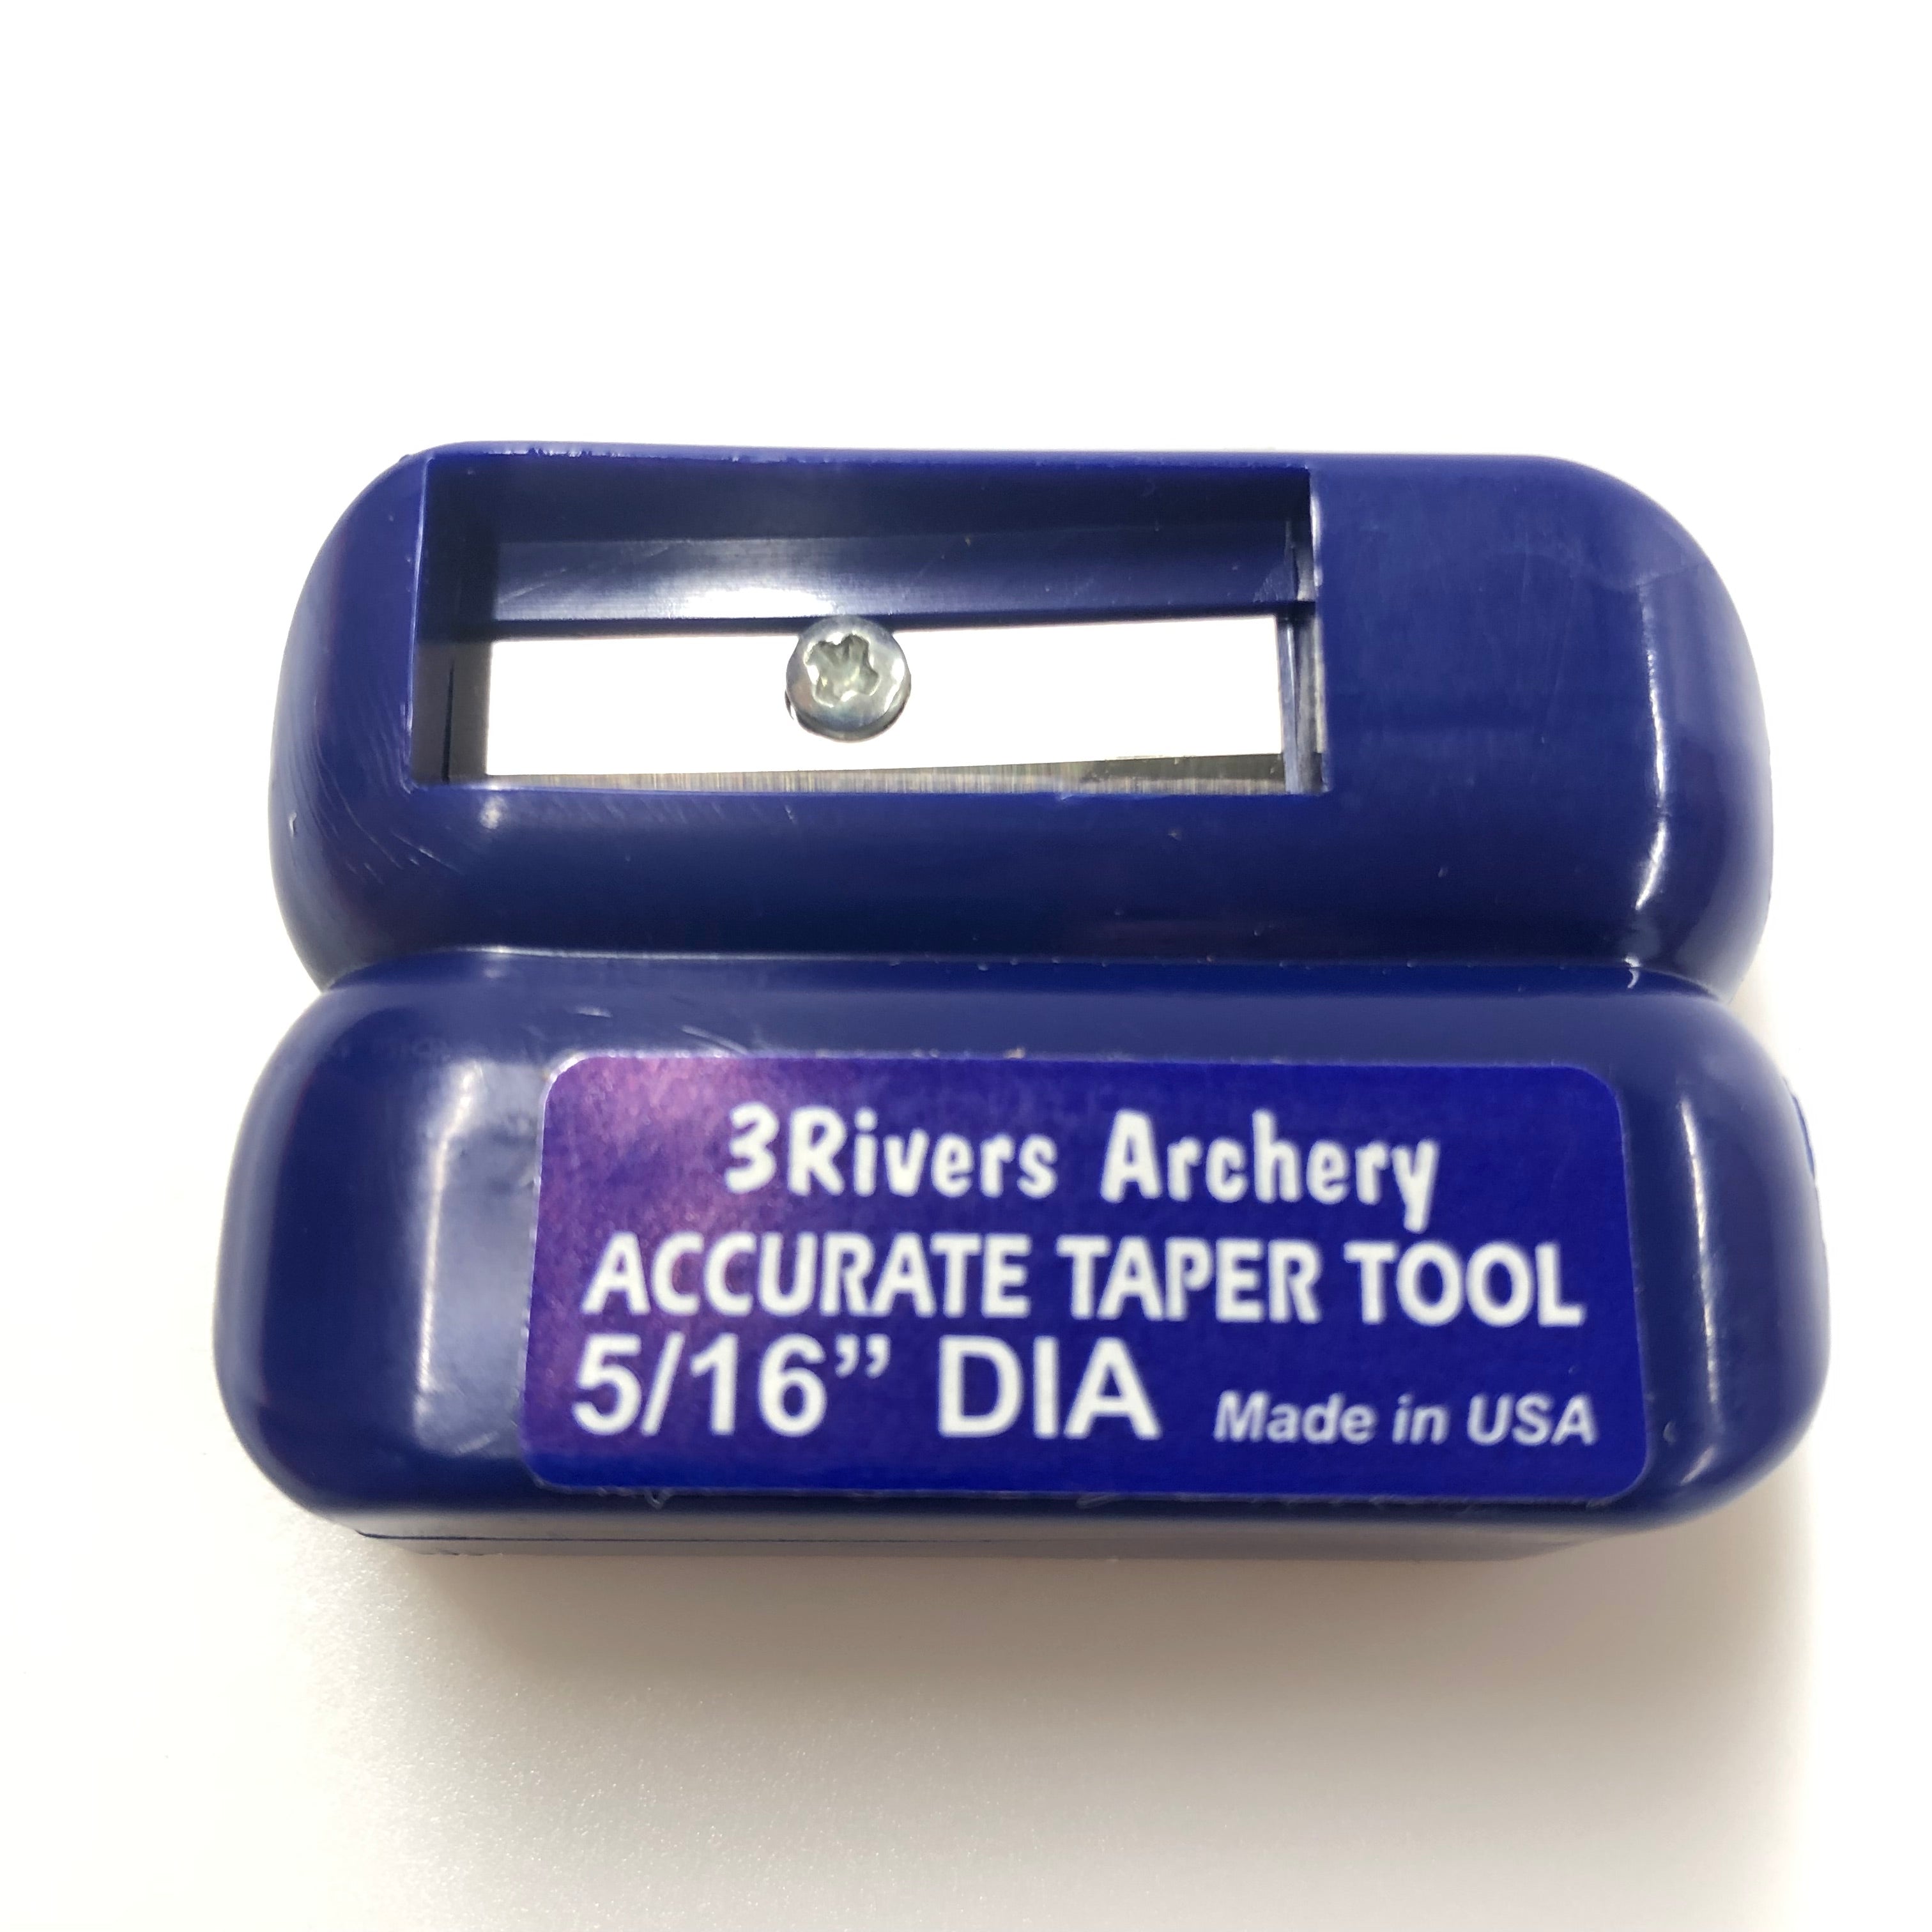 3Rivers Archery
ACCURATE TAPER TOOL
5/16” DIA Made in USA